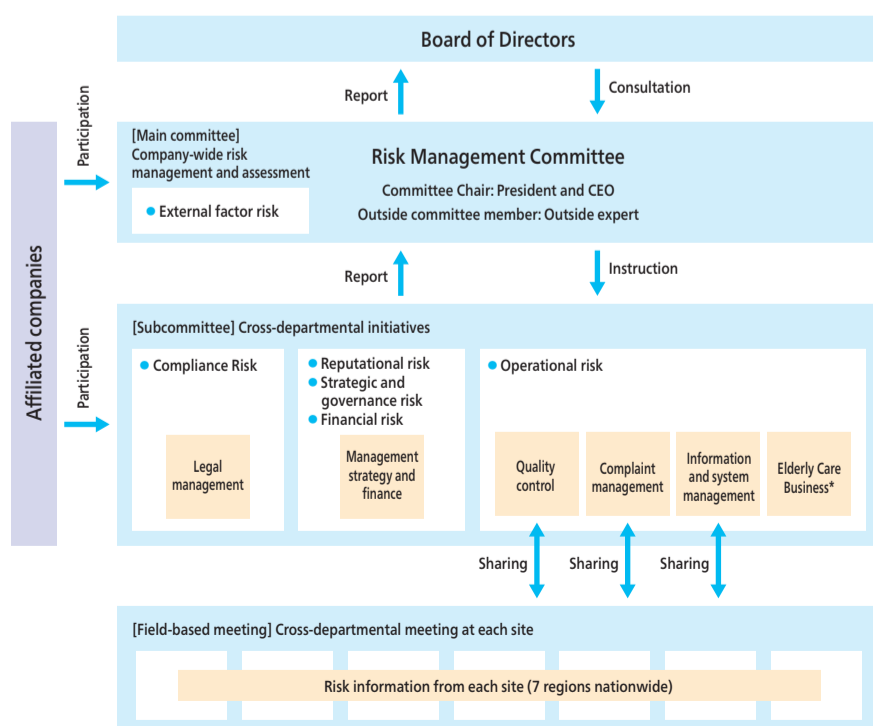 Board of Directors
Report
Consultation
Affiliated companies
Participation
[Main committee]
Company-wide risk
management and assessment
External factor risk
Risk Management Committee
Committee Chair: President and CEO
Outside committee member: Outside expert
Report
Instruction
Participation
[Subcommittee] Cross-departmental initiatives
Compliance Risk
Legal
management
Reputational risk
Strategic and
governance risk
Financial risk
Management
strategy and
finance
Operational risk
Quality
control
Complaint
management
Information
and system
management
Elderly Care
Business*
Sharing
Sharing
Sharing
[Field-based meeting] Cross-departmental meeting at each site
Risk information from each site (7 regions nationwide)